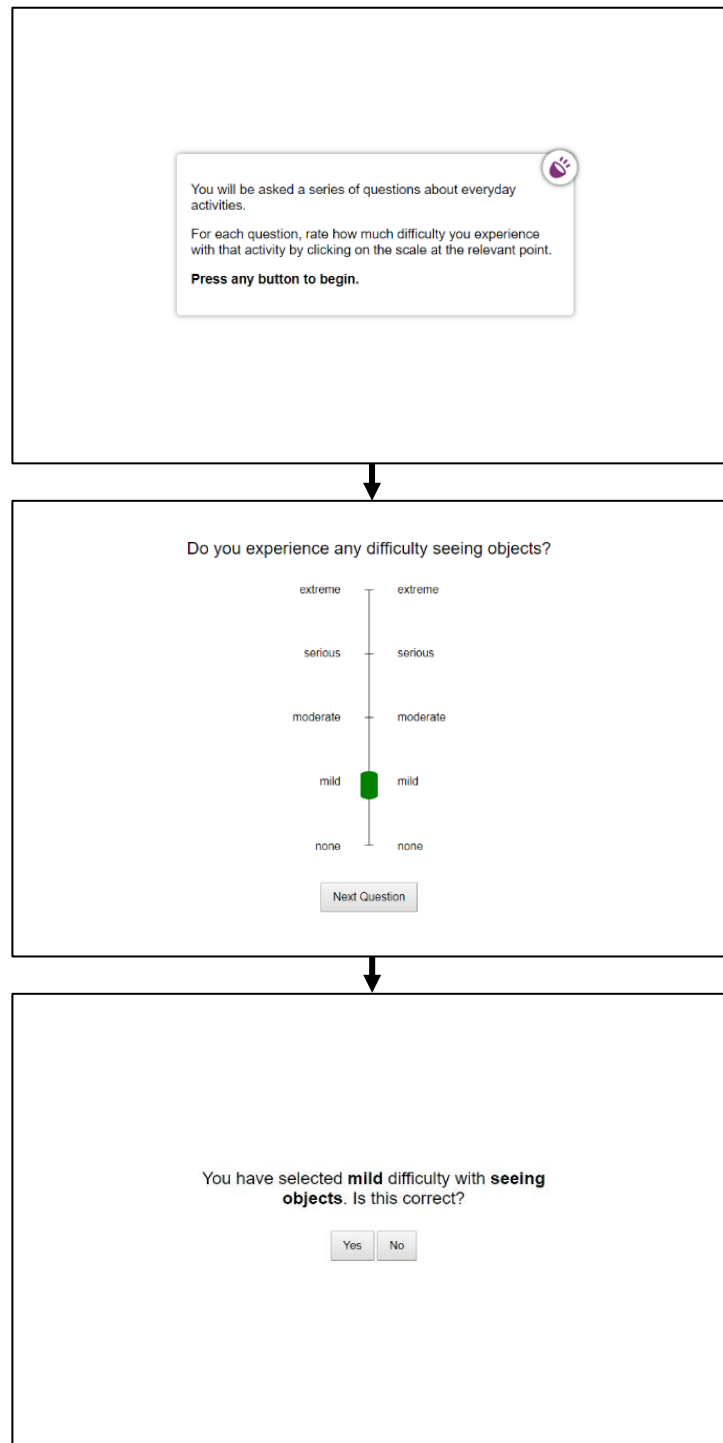 You will be asked a series of questions about everyday
activities.
For each question, rate how much difficulty you experience
with that activity by clicking on the scale at the relevant point.
Press any button to begin.
Do you experience any difficulty seeing objects?
extreme extreme
serious serious
moderate moderate
mild mild
none none
Next Question
You have selected mild difficulty with seeing
objects. Is this correct?
Yes No